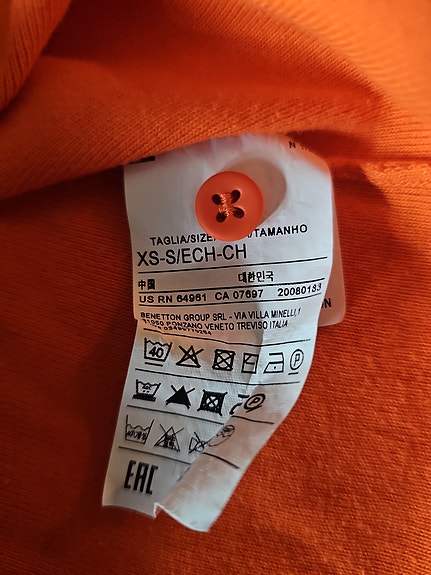 N
TAGLIA/SIZE/ /TAMANHO
XS-S/ECH-CH
中国 대한민국
US RN 64961 CA 07697 20080133
BENETTON GROUP SRL - VIA VILLA MINELLI,1
31050 PONZANO VENETO TREVISO ITALIA
N
40
P
P
EAC